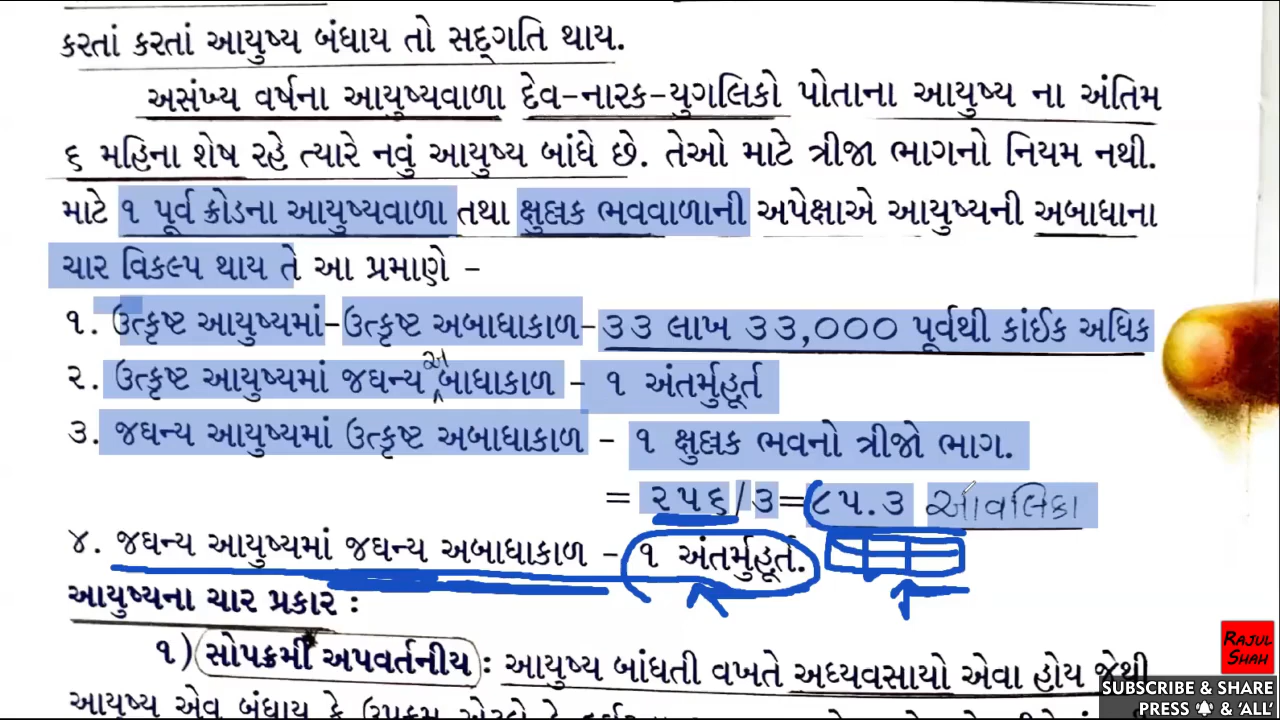 કરતાં કરતાં આયુષ્ય બંધાય તો સદ્ગતિ થાય.
અસંખ્ય વર્ષના આયુષ્યવાળા દેવ-નારક-યુગલિકો પોતાના આયુષ્ય ના અંતિમ
૬ મહિના શેષ રહે ત્યારે નવું આયુષ્ય બાંધે છે. તેઓ માટે ત્રીજા ભાગનો નિયમ નથી.
માટે ૧ પૂર્વ ક્રોડના આયુષ્યવાળા તથા ક્ષુલ્લક ભવવાળાની અપેક્ષાએ આયુષ્યની અબાધાના
ચાર વિકલ્પ થાય તે આ પ્રમાણે -
૧. ઉત્કૃષ્ટ આયુષ્યમાં-ઉત્કૃષ્ટ અબાધાકાળ-૩૩ લાખ ૩૩,૦૦૦ પૂર્વથી કાંઈક અધિક
૨. ઉત્કૃષ્ટ આયુષ્યમાં જઘન્ય અબાધાકાળ - ૧ અંતર્મુહૂર્ત
૩. જઘન્ય આયુષ્યમાં ઉત્કૃષ્ટ અબાધાકાળ - ૧ ક્ષુલ્લક ભવનો ત્રીજો ભાગ.
= ૨૫૬/૩=૮૫.૩ આવલિકા
૪. જઘન્ય આયુષ્યમાં જઘન્ય અબાધાકાળ - ૧ અંતર્મુહૂર્ત.
આયુષ્યના ચાર પ્રકાર :
૧) સોપક્રમી અપવર્તનીય : આયુષ્ય બાંધતી વખતે અધ્યવસાયો એવા હોય જેથી
આયુષ્ય એવ બંધાય કે
RAJUL
SHAH
SUBSCRIBE & SHARE
PRESS & 'ALL'